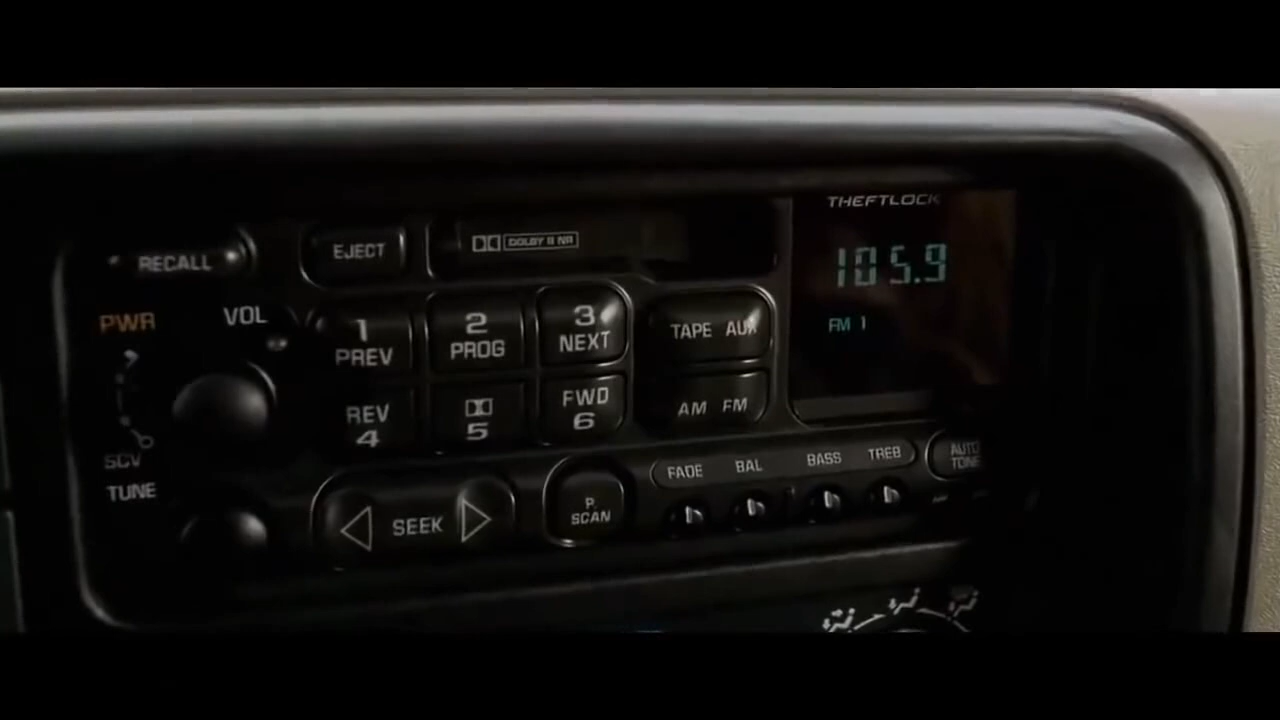 THEFTLOCK
RECALL
EJECT
DOLBY B NR
105.9
FM 1
PWR
VOL
1
PREV
2
PROG
3
NEXT
TAPE AUX
REV
4
5
FWD
6
AM FM
SCV
TUNE
SEEK
P.
SCAN
FADE
BAL
BASS
TREB
AUTO
TONE